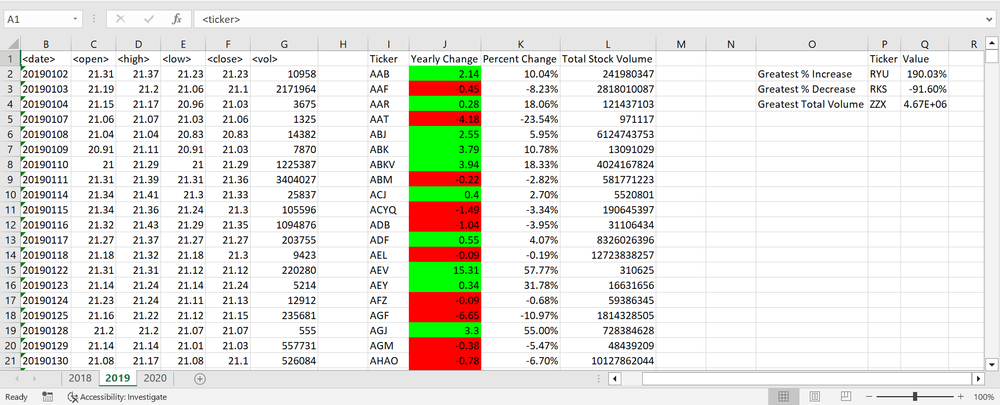 A1 fx <ticker>
B C D E F G H I J K L M N O P Q R
1 <date> <open> <high> <low> <close> <vol> Ticker Yearly Change Percent Change Total Stock Volume Ticker Value
2 20190102 21.31 21.37 21.23 21.23 10958 AAB 2.14 10.04% 241980347 Greatest % Increase RYU 190.03%
3 20190103 21.19 21.2 21.06 21.1 2171964 AAF -0.45 -8.23% 2818010087 Greatest % Decrease RKS -91.60%
4 20190104 21.15 21.17 20.96 21.03 3675 AAR 0.28 18.06% 121437103 Greatest Total Volume ZZX 4.67E+06
5 20190107 21.06 21.07 21.03 21.06 1325 AAT -4.18 -23.54% 971117
6 20190108 21.04 21.04 20.83 20.83 14382 ABJ 2.55 5.95% 6124743753
7 20190109 20.91 21.11 20.91 21.03 7870 ABK 3.79 10.78% 13091029
8 20190110 21 21.29 21 21.29 1225387 ABKV 3.94 18.33% 4024167824
9 20190111 21.31 21.39 21.31 21.36 3404027 ABM -0.22 -2.82% 581771223
10 20190114 21.34 21.41 21.3 21.33 25837 ACJ 0.4 2.70% 5520801
11 20190115 21.34 21.36 21.24 21.3 105596 ACYQ -1.49 -3.34% 190645397
12 20190116 21.32 21.43 21.29 21.35 1094876 ADB -1.04 -3.95% 31106434
13 20190117 21.27 21.37 21.27 21.27 203755 ADF 0.55 4.07% 8326026396
14 20190118 21.18 21.32 21.18 21.3 9423 AEL -0.09 -0.19% 12723838257
15 20190122 21.31 21.31 21.12 21.12 220280 AEV 15.31 57.77% 310625
16 20190123 21.14 21.24 21.14 21.24 5214 AEY 0.34 31.78% 16631656
17 20190124 21.23 21.24 21.11 21.13 12912 AFZ -0.09 -0.68% 59386345
18 20190125 21.16 21.22 21.12 21.15 235681 AGF -6.65 -10.97% 1814328505
19 20190128 21.2 21.2 21.07 21.07 555 AGJ 3.3 55.00% 728384628
20 20190129 21.14 21.14 21.01 21.03 557731 AGM -0.38 -5.47% 48439209
21 20190130 21.08 21.17 21.08 21.1 526084 AHAO -0.78 -6.70% 10127862044
2018 2019 2020
Ready Accessibility: Investigate 100%